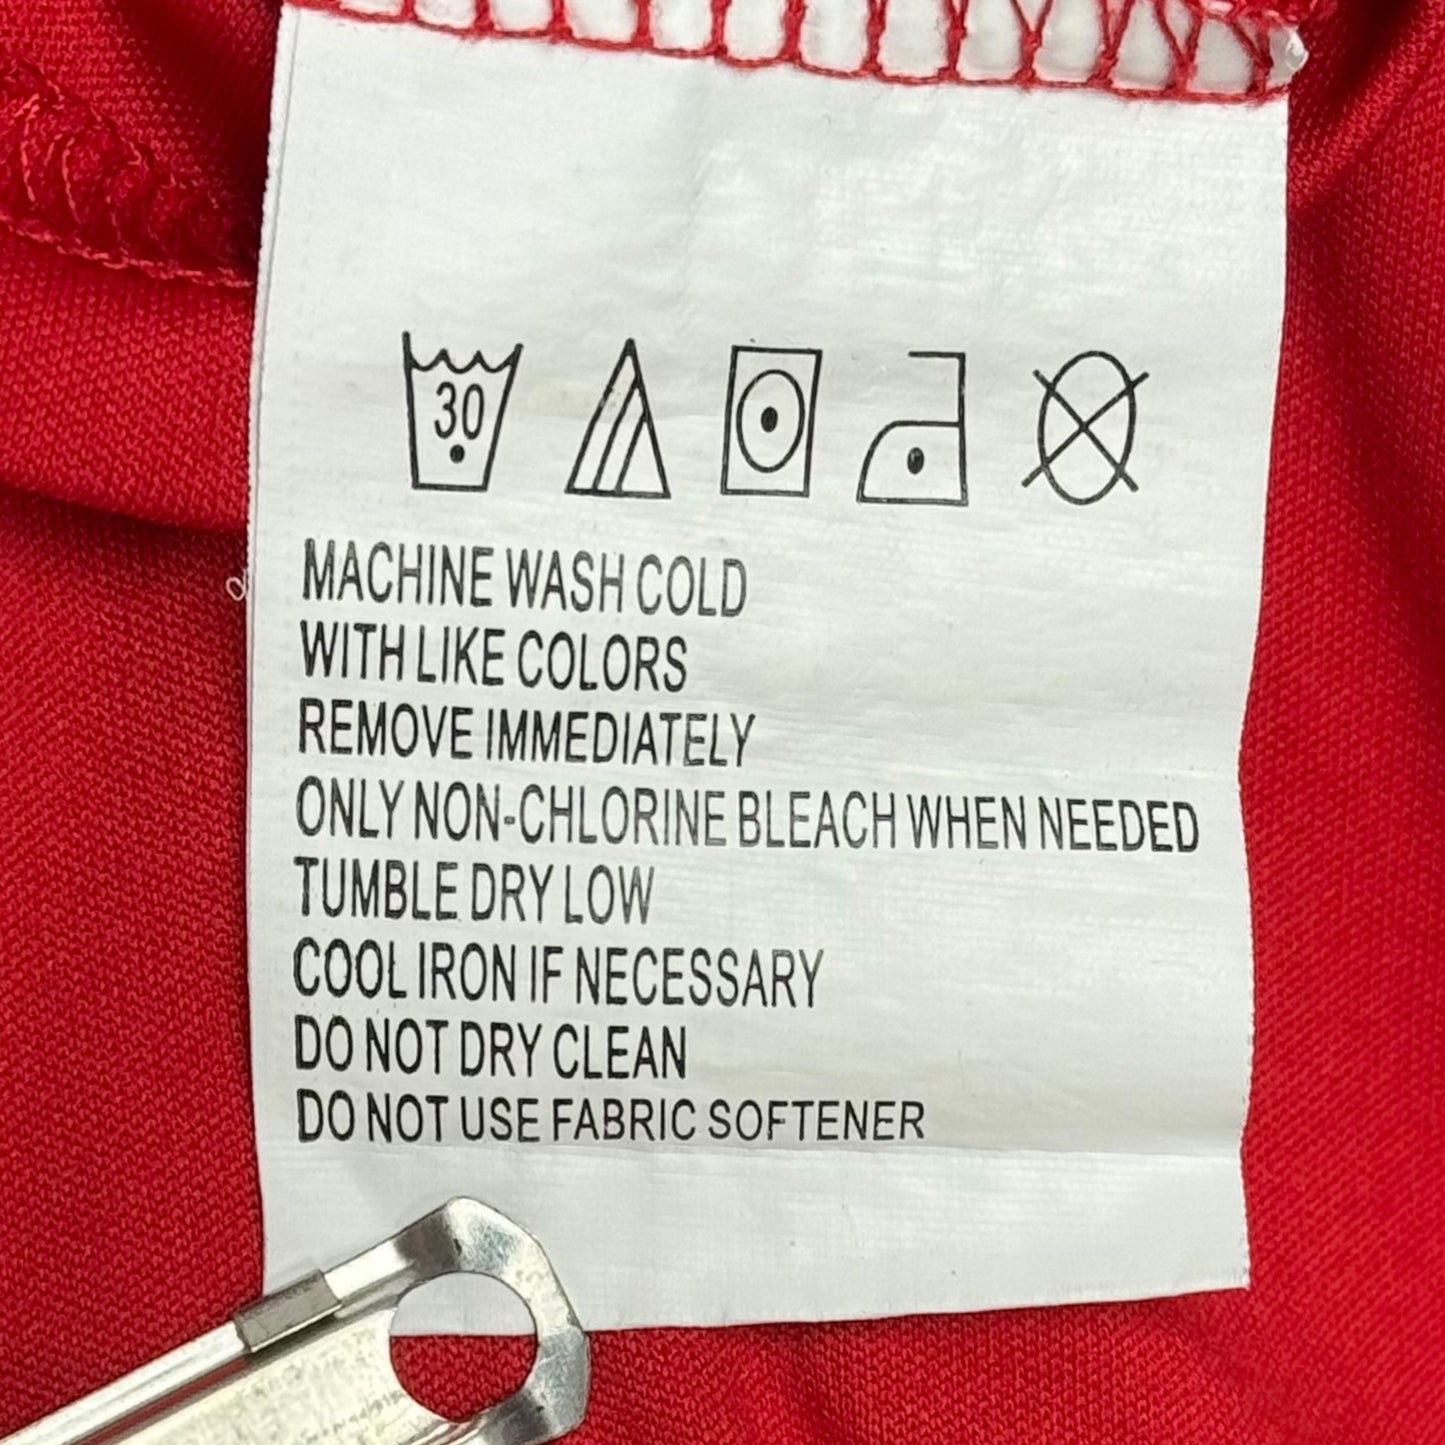 30
MACHINE WASH COLD
WITH LIKE COLORS
REMOVE IMMEDIATELY
ONLY NON-CHLORINE BLEACH WHEN NEEDED
TUMBLE DRY LOW
COOL IRON IF NECESSARY
DO NOT DRY CLEAN
DO NOT USE FABRIC SOFTENER